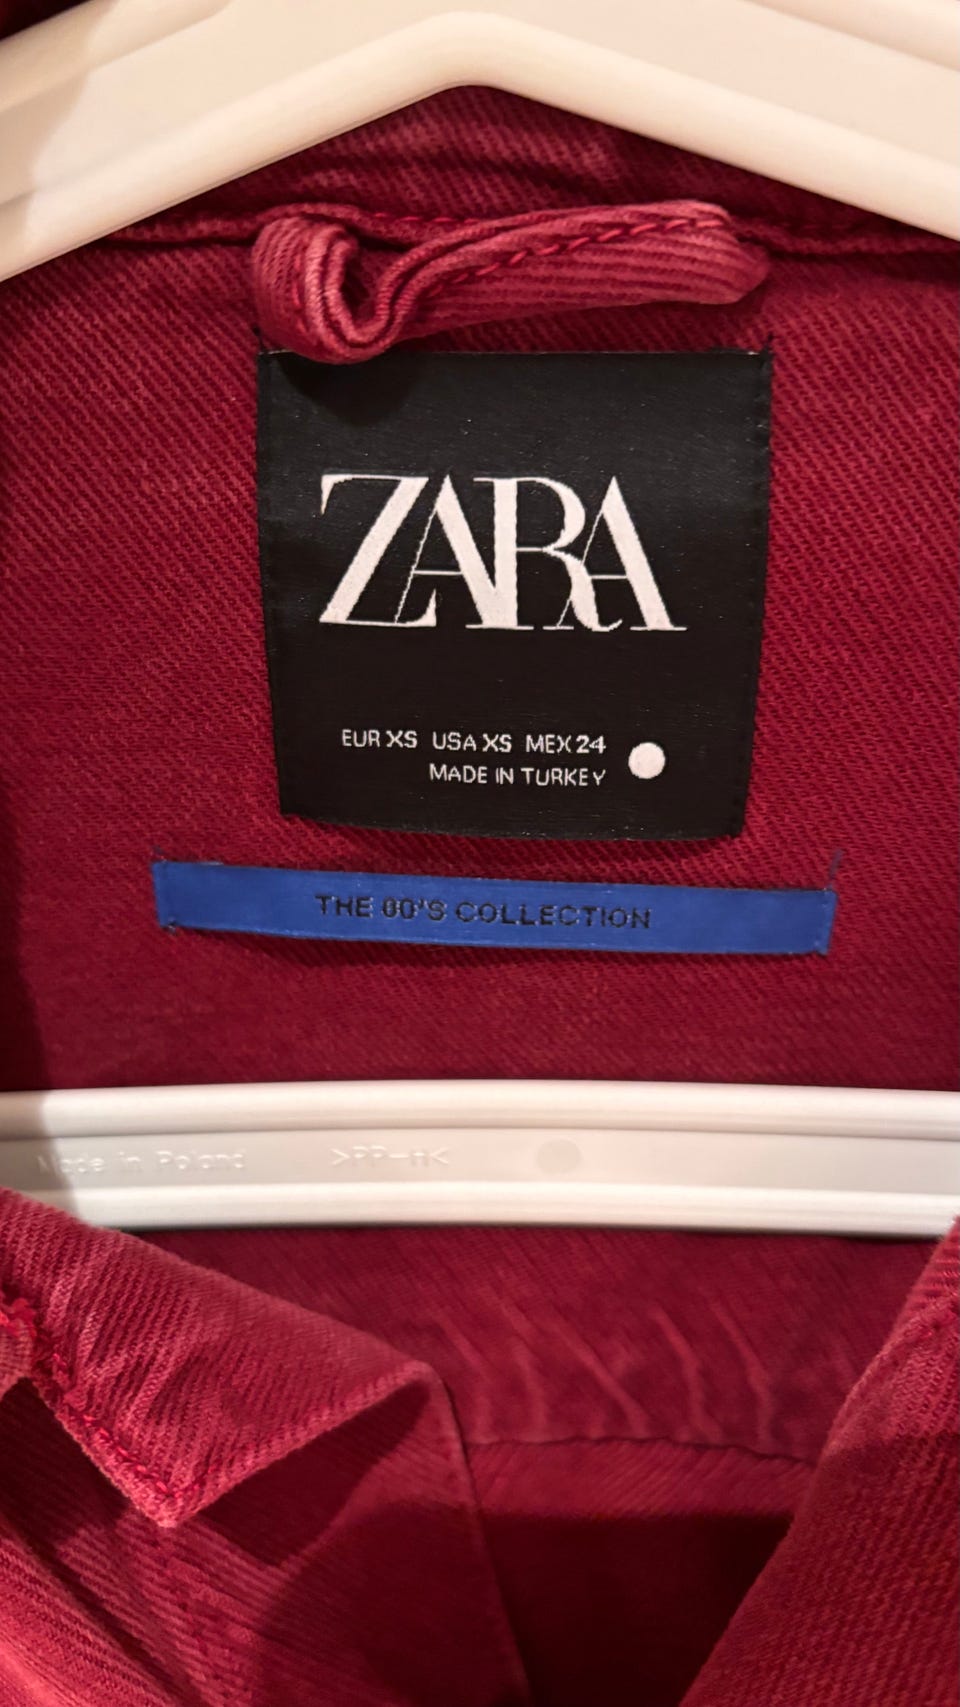 ZARA
EUR XS USA XS MEX 24
MADE IN TURKEY
THE 00'S COLLECTION
Made in Poland >PP-n<